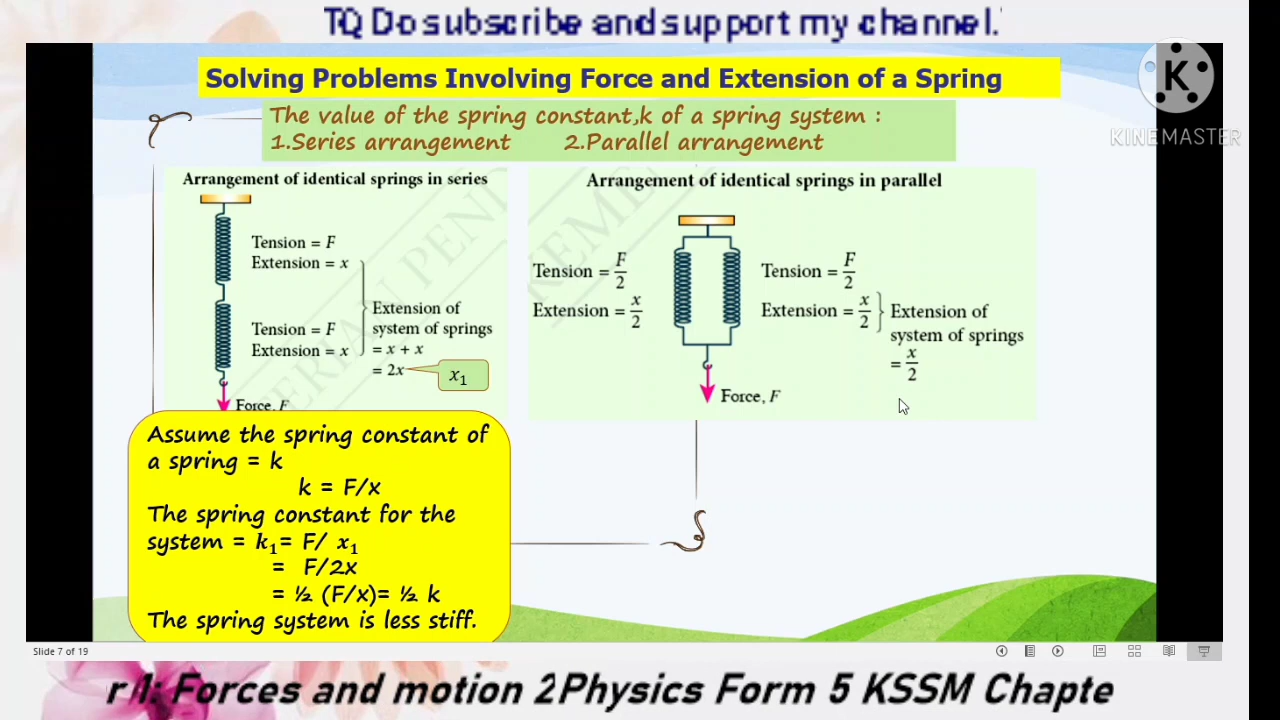 TQ Do subscribe and support my channel.
Solving Problems Involving Force and Extension of a Spring
K
KINEMASTER
The value of the spring constant,k of a spring system :
1.Series arrangement 2.Parallel arrangement
Arrangement of identical springs in series
Tension = F
Extension = x
Tension = F
Extension = x
Extension of
system of springs
= x + x
= 2x
x₁
Force, F
Arrangement of identical springs in parallel
Tension = F/2
Extension = x/2
Tension = F/2
Extension = x/2
Extension of
system of springs
= x/2
Force, F
Assume the spring constant of
a spring = k
k = F/x
The spring constant for the
system = k₁= F/ x₁
= F/2x
= ½ (F/x)= ½ k
The spring system is less stiff.
Slide 7 of 19
r 1: Forces and motion 2Physics Form 5 KSSM Chapte